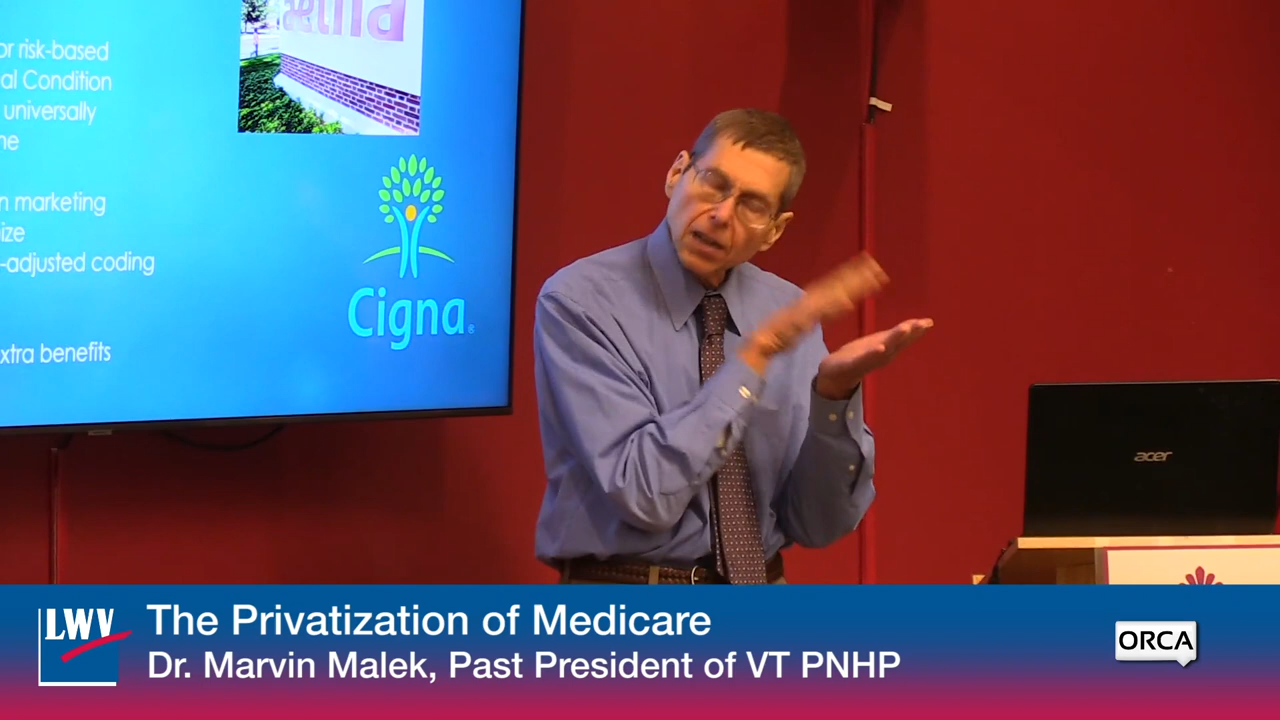 aetna
or risk-based
al Condition
universally
ne
n marketing
ize
-adjusted coding
xtra benefits
Cigna
acer
LWV
The Privatization of Medicare
Dr. Marvin Malek, Past President of VT PNHP
ORCA